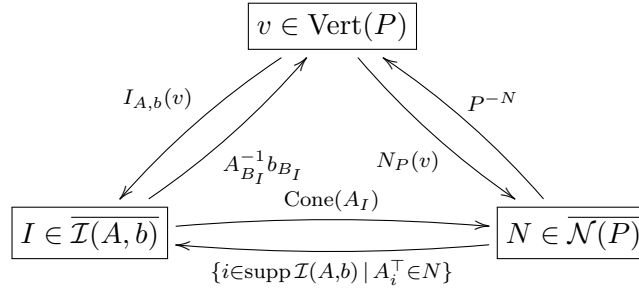 v ∈ Vert(P)
I_{A,b}(v)
P^{-N}
A_{B_I}^{-1} b_{B_I}
N_P(v)
Cone(A_I)
I ∈ \overline{\mathcal{I}(A, b)}
N ∈ \overline{\mathcal{N}(P)}
{i∈supp \mathcal{I}(A,b) | A_i^⊤ ∈N}